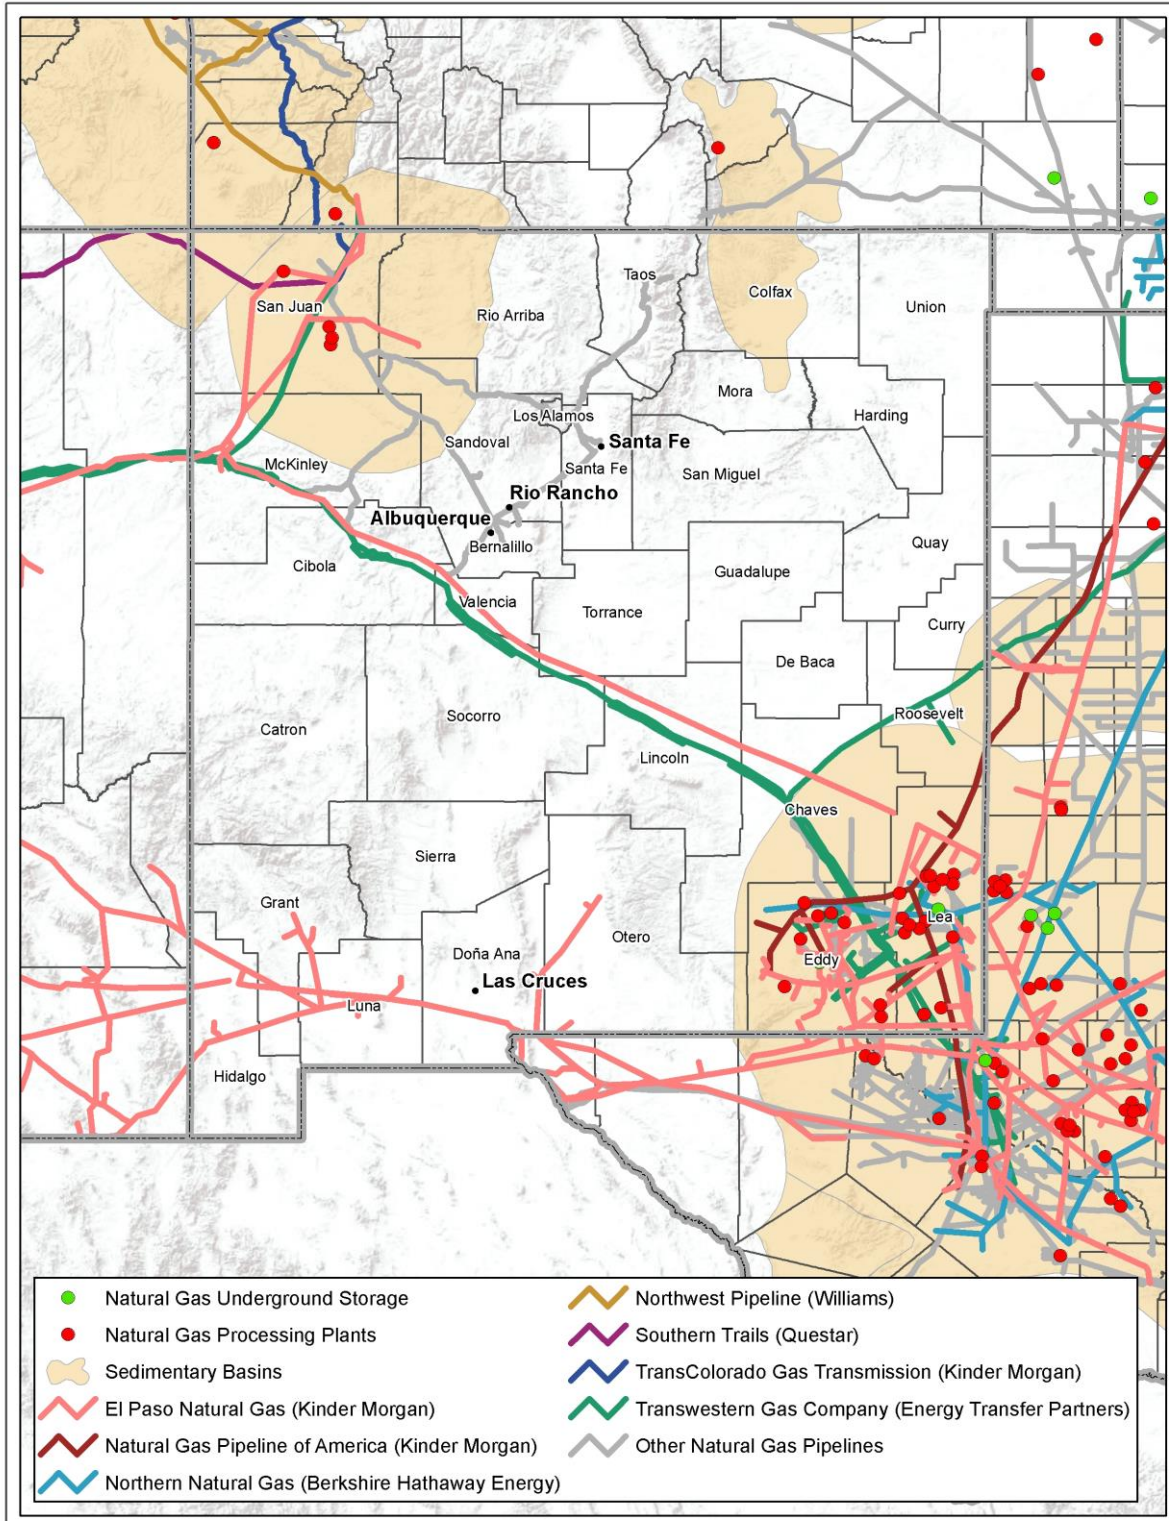 Taos
Colfax
San Juan
Union
Rio Arriba
Mora
Harding
Los Alamos
Sandoval
Santa Fe
McKinley
Santa Fe
San Miguel
Rio Rancho
Albuquerque
Bernalillo
Quay
Cibola
Guadalupe
Valencia
Torrance
Curry
De Baca
Socorro
Roosevelt
Catron
Lincoln
Chaves
Sierra
Grant
Lea
Otero
Doña Ana
Eddy
Las Cruces
Luna
Hidalgo
Natural Gas Underground Storage
Natural Gas Processing Plants
Sedimentary Basins
El Paso Natural Gas (Kinder Morgan)
Natural Gas Pipeline of America (Kinder Morgan)
Northern Natural Gas (Berkshire Hathaway Energy)
Northwest Pipeline (Williams)
Southern Trails (Questar)
TransColorado Gas Transmission (Kinder Morgan)
Transwestern Gas Company (Energy Transfer Partners)
Other Natural Gas Pipelines